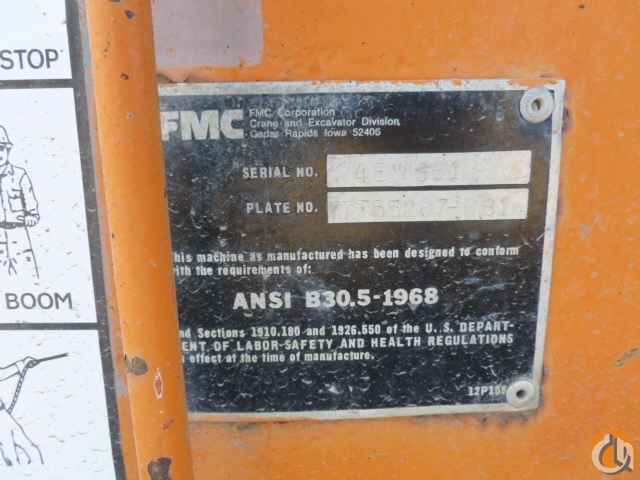 STOP
BOOM
FMC
FMC Corporation
Crane and Excavator Division
Cedar Rapids Iowa 52406
SERIAL NO.
PLATE NO.
his machine as manufactured has been designed to conform
with the requirements of:
ANSI B30.5-1968
nd Sections 1910.180 and 1926.550 of the U. S. DEPART-
ENT OF LABOR-SAFETY AND HEALTH REGULATIONS
n effect at the time of manufacture.